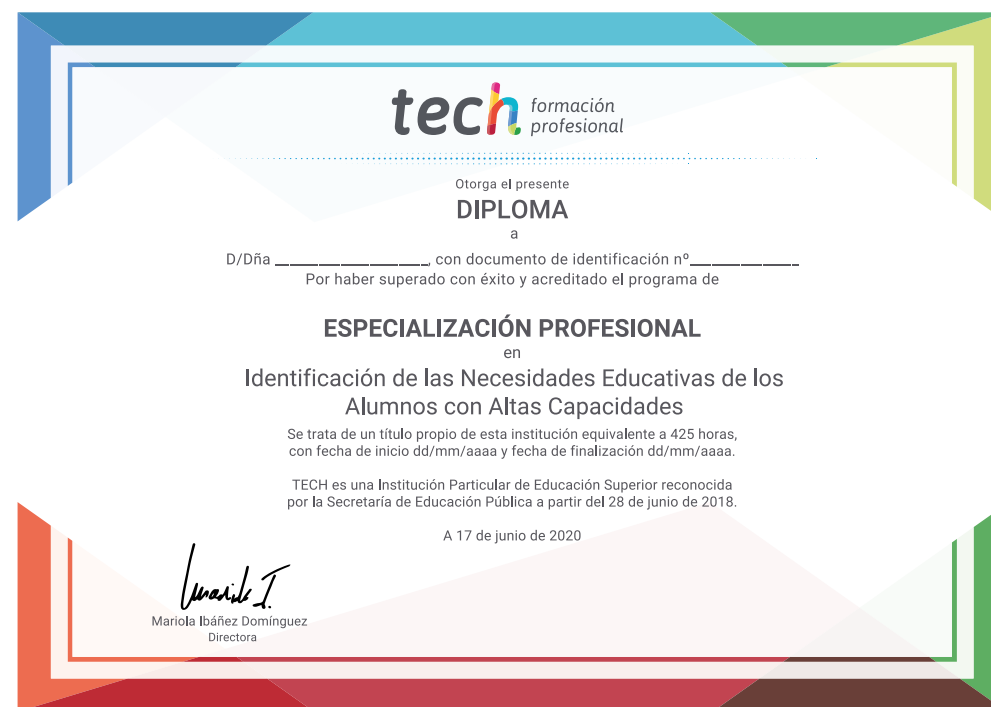 tech formación
profesional
Otorga el presente
DIPLOMA
a
D/Dña ____________________, con documento de identificación nº______________
Por haber superado con éxito y acreditado el programa de
ESPECIALIZACIÓN PROFESIONAL
en
Identificación de las Necesidades Educativas de los
Alumnos con Altas Capacidades
Se trata de un título propio de esta institución equivalente a 425 horas,
con fecha de inicio dd/mm/aaaa y fecha de finalización dd/mm/aaaa.
TECH es una Institución Particular de Educación Superior reconocida
por la Secretaría de Educación Pública a partir del 28 de junio de 2018.
A 17 de junio de 2020
Mariola Ibáñez Domínguez
Directora